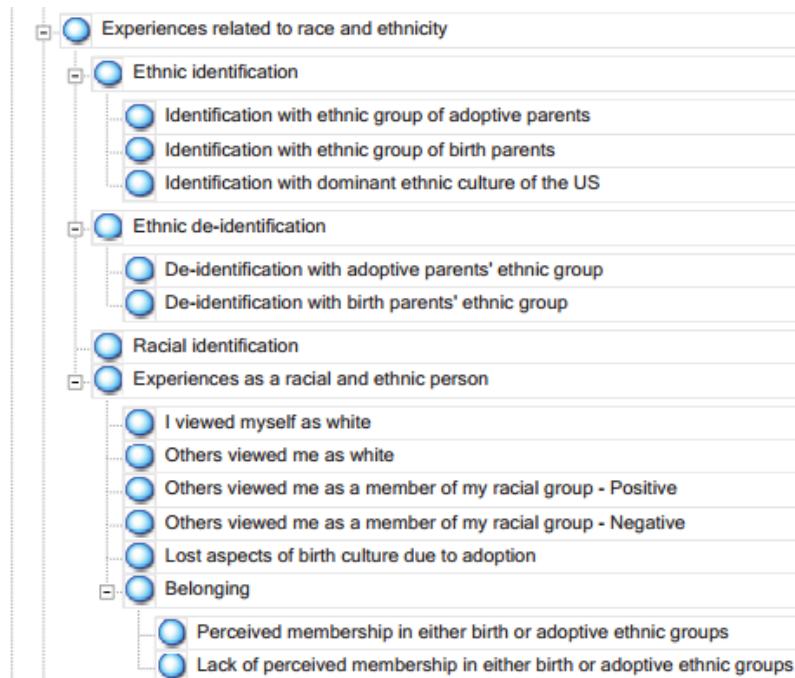 Experiences related to race and ethnicity
Ethnic identification
Identification with ethnic group of adoptive parents
Identification with ethnic group of birth parents
Identification with dominant ethnic culture of the US
Ethnic de-identification
De-identification with adoptive parents' ethnic group
De-identification with birth parents' ethnic group
Racial identification
Experiences as a racial and ethnic person
I viewed myself as white
Others viewed me as white
Others viewed me as a member of my racial group - Positive
Others viewed me as a member of my racial group - Negative
Lost aspects of birth culture due to adoption
Belonging
Perceived membership in either birth or adoptive ethnic groups
Lack of perceived membership in either birth or adoptive ethnic groups